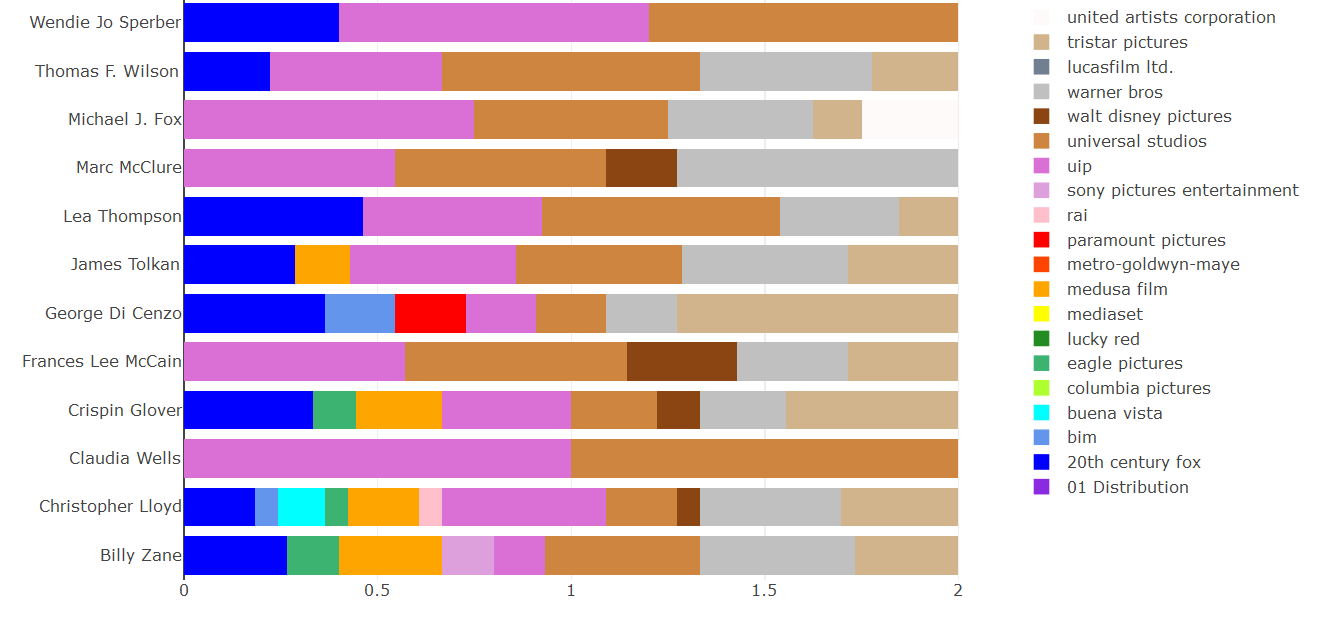 Wendie Jo Sperber
Thomas F. Wilson
Michael J. Fox
Marc McClure
Lea Thompson
James Tolkan
George Di Cenzo
Frances Lee McCain
Crispin Glover
Claudia Wells
Christopher Lloyd
Billy Zane
0 0.5 1 1.5 2
united artists corporation
tristar pictures
lucasfilm ltd.
warner bros
walt disney pictures
universal studios
uip
sony pictures entertainment
rai
paramount pictures
metro-goldwyn-maye
medusa film
mediaset
lucky red
eagle pictures
columbia pictures
buena vista
bim
20th century fox
01 Distribution